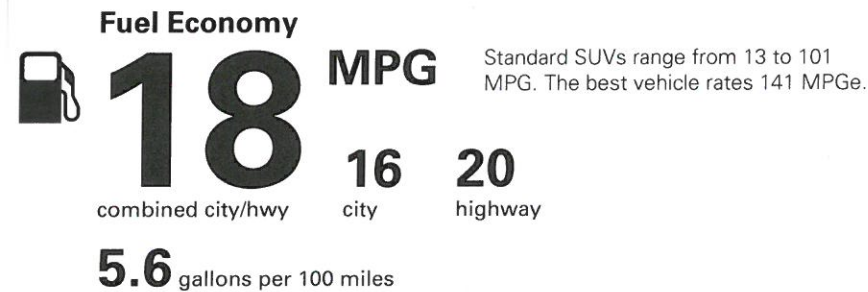 Fuel Economy
18 MPG
Standard SUVs range from 13 to 101
MPG. The best vehicle rates 141 MPGe.
16 20
combined city/hwy city highway
5.6 gallons per 100 miles